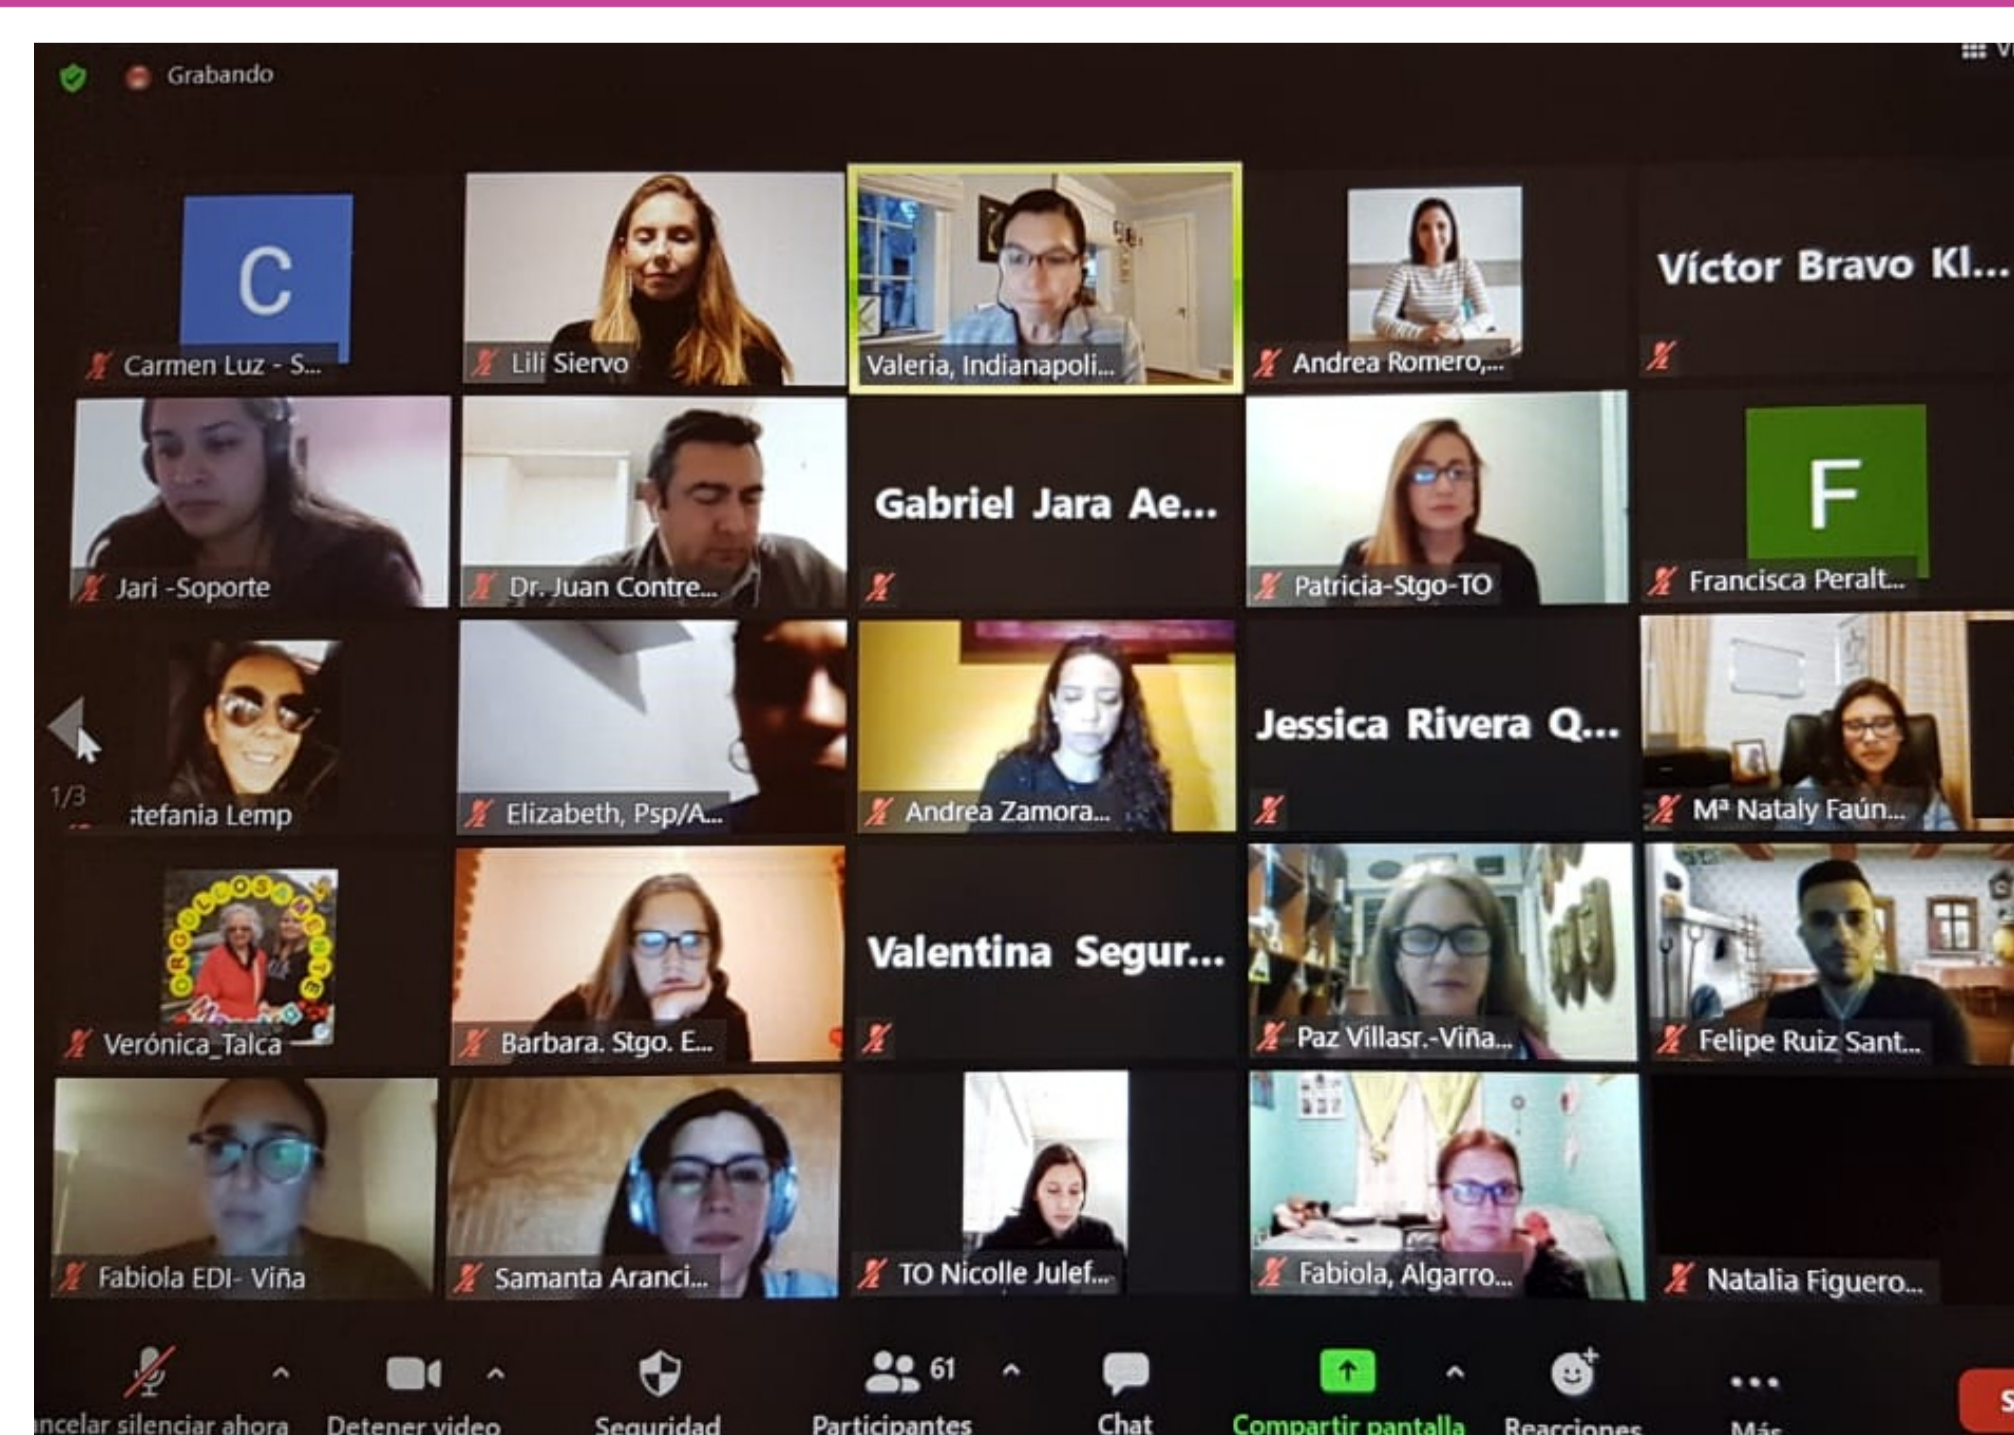 Grabando
C
Carmen Luz - S...
Lili Siervo
Valeria, Indianapoli...
Andrea Romero,...
Víctor Bravo Kl...
Jari -Soporte
Dr. Juan Contre...
Gabriel Jara Ae...
Patricia-Stgo-TO
F
Francisca Peralt...
1/3
tefania Lemp
Elizabeth, Psp/A...
Andrea Zamora...
Jessica Rivera Q...
Mª Nataly Faún...
ORGULLOSAMENTE
Verónica_Talca
Barbara. Stgo. E...
Valentina Segur...
Paz Villasr.-Viña...
Felipe Ruiz Sant...
Fabiola EDI- Viña
Samanta Aranci...
TO Nicolle Julef...
Fabiola, Algarro...
Natalia Figuero...
61
ncelar silenciar ahora
Detener video
Seguridad
Participantes
Chat
Compartir pantalla
Reacciones
Más